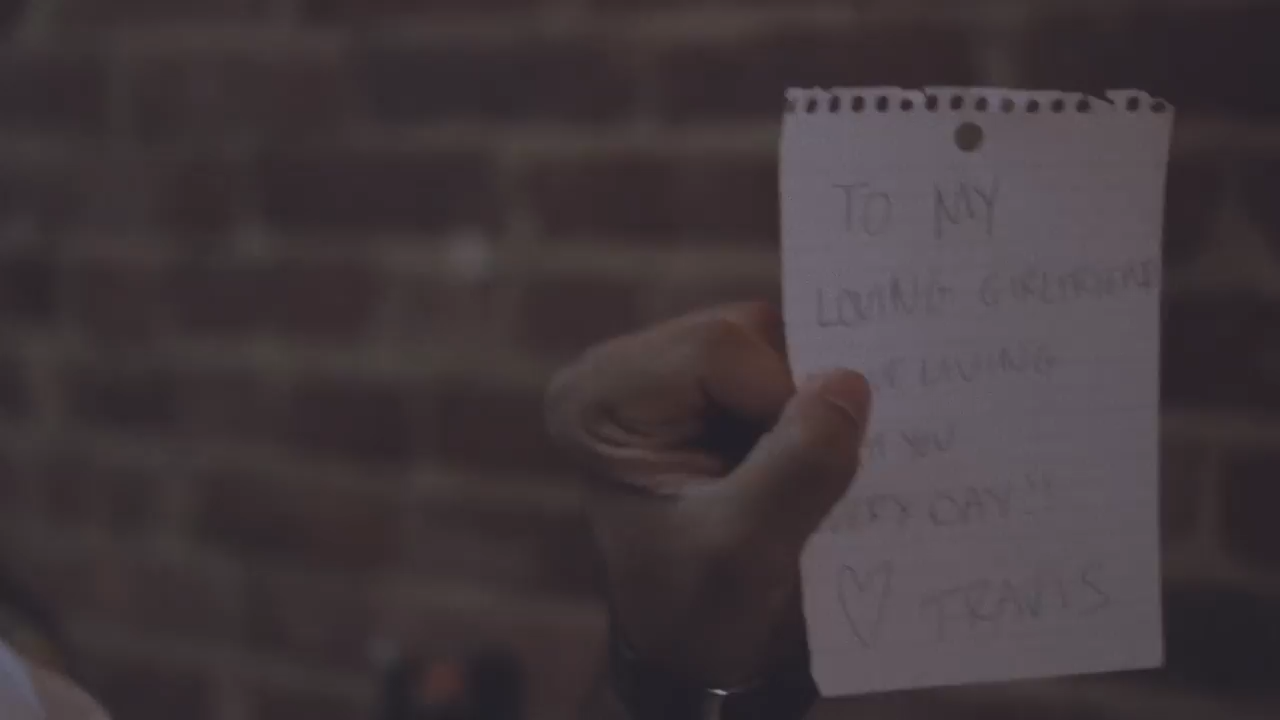 TO MY
LOVING GIRLFRIEND
LIVING
YOU
DAY!!
♡ TRAVIS